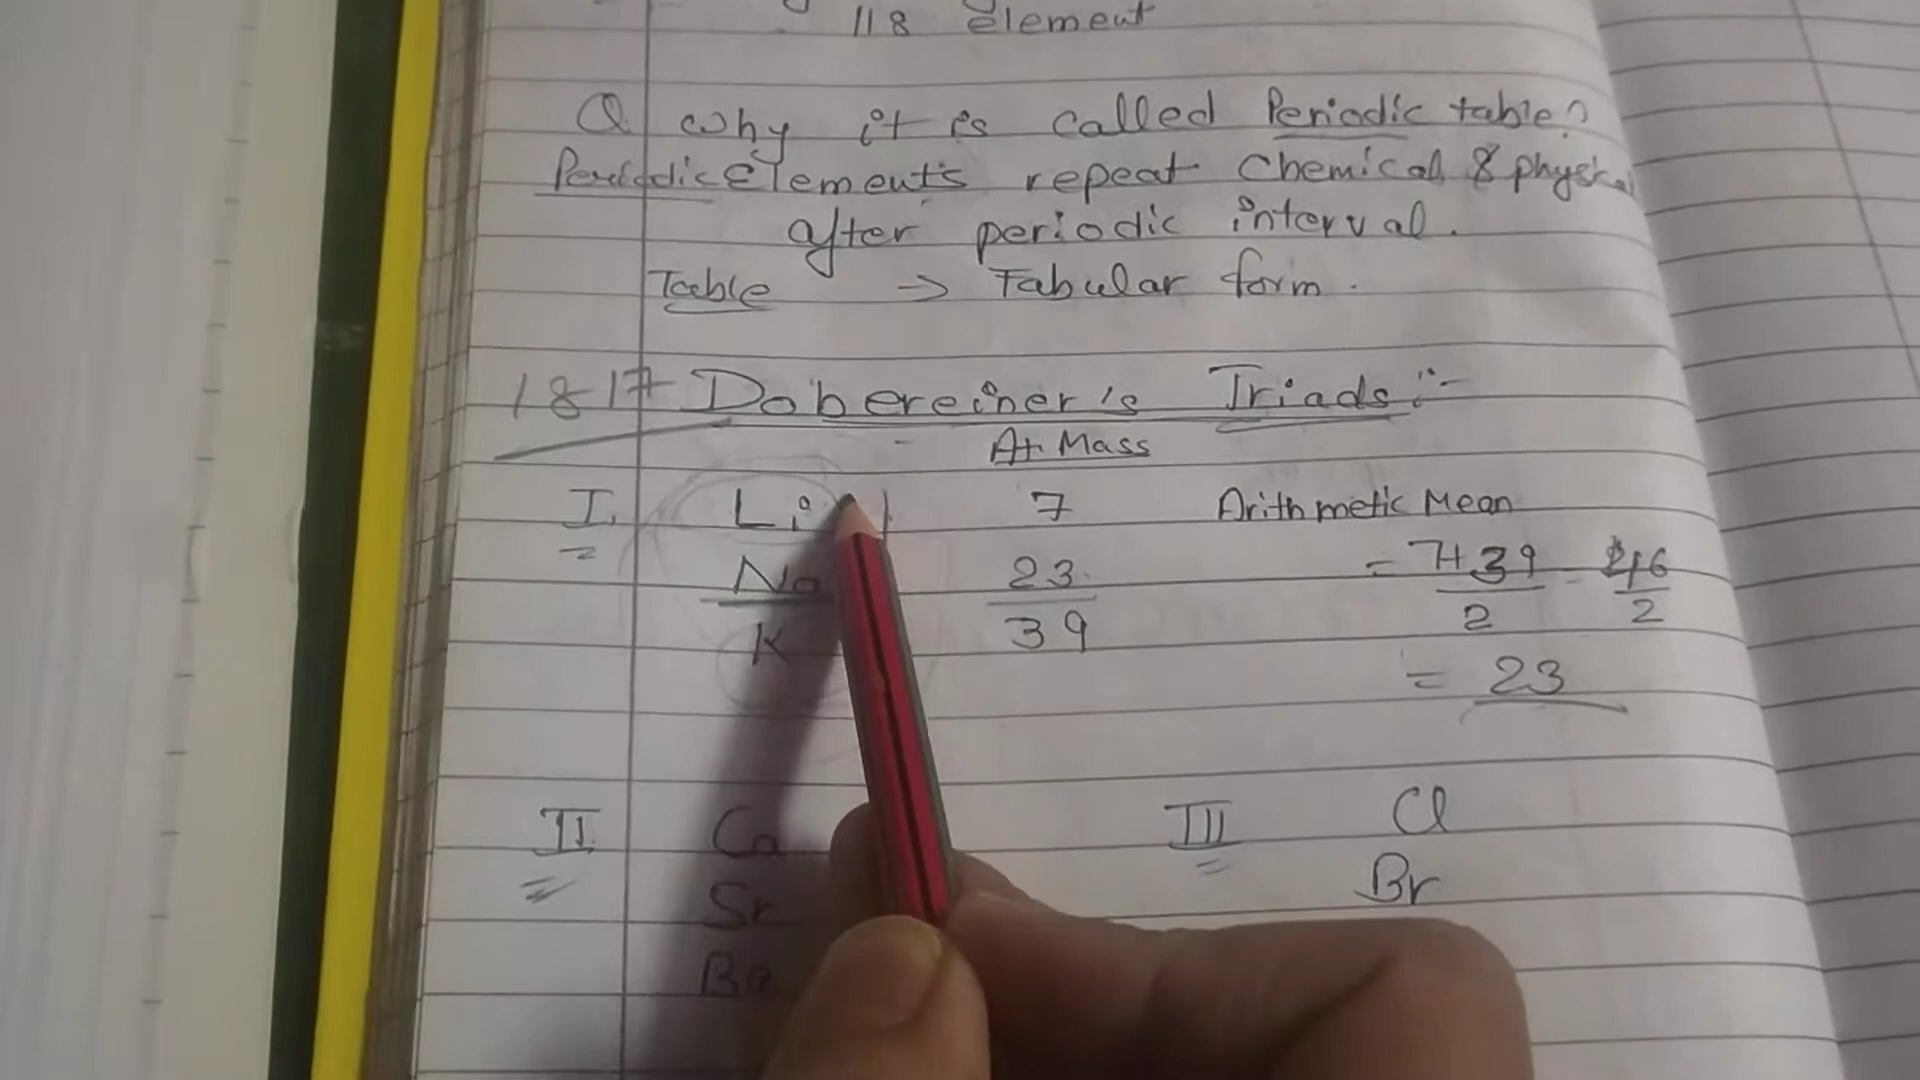 118 element
Q Why it is called Periodic table?
Periodic Elements repeat Chemical & physical
after periodic interval.
Table → Tabular form.
1817 Dobereiner's Triads :-
At. Mass
I. Li 7 Arithmetic Mean
Na 23 = 7+39/2 = 46/2
K 39
= 23
II Ca III Cl
Sr Br
Ba